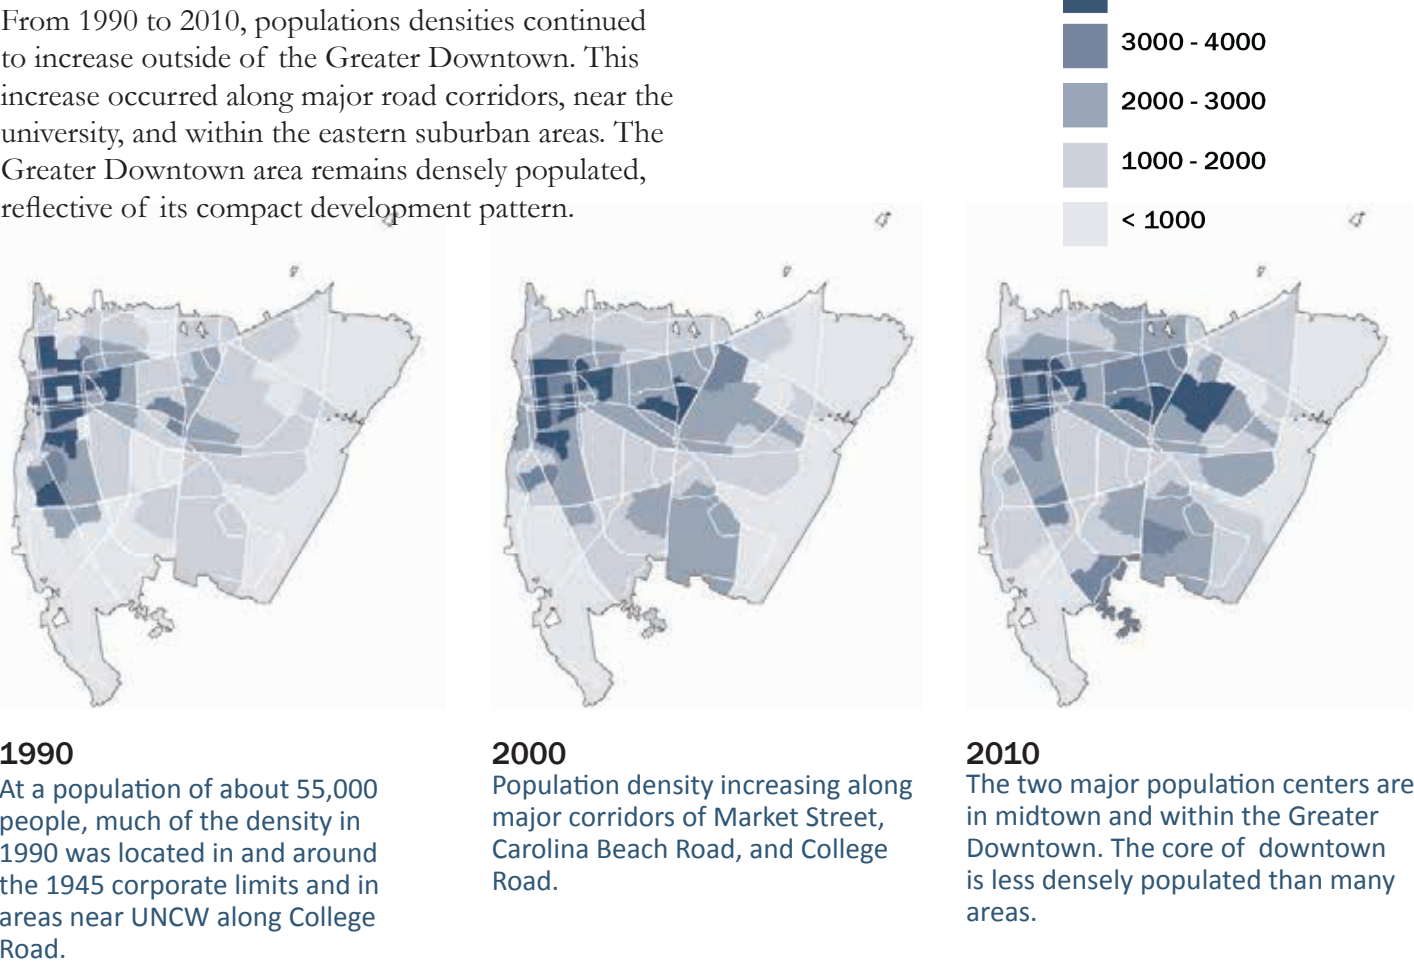 From 1990 to 2010, populations densities continued
to increase outside of the Greater Downtown. This
increase occurred along major road corridors, near the
university, and within the eastern suburban areas. The
Greater Downtown area remains densely populated,
reflective of its compact development pattern.
3000 - 4000
2000 - 3000
1000 - 2000
< 1000
1990
At a population of about 55,000
people, much of the density in
1990 was located in and around
the 1945 corporate limits and in
areas near UNCW along College
Road.
2000
Population density increasing along
major corridors of Market Street,
Carolina Beach Road, and College
Road.
2010
The two major population centers are
in midtown and within the Greater
Downtown. The core of downtown
is less densely populated than many
areas.